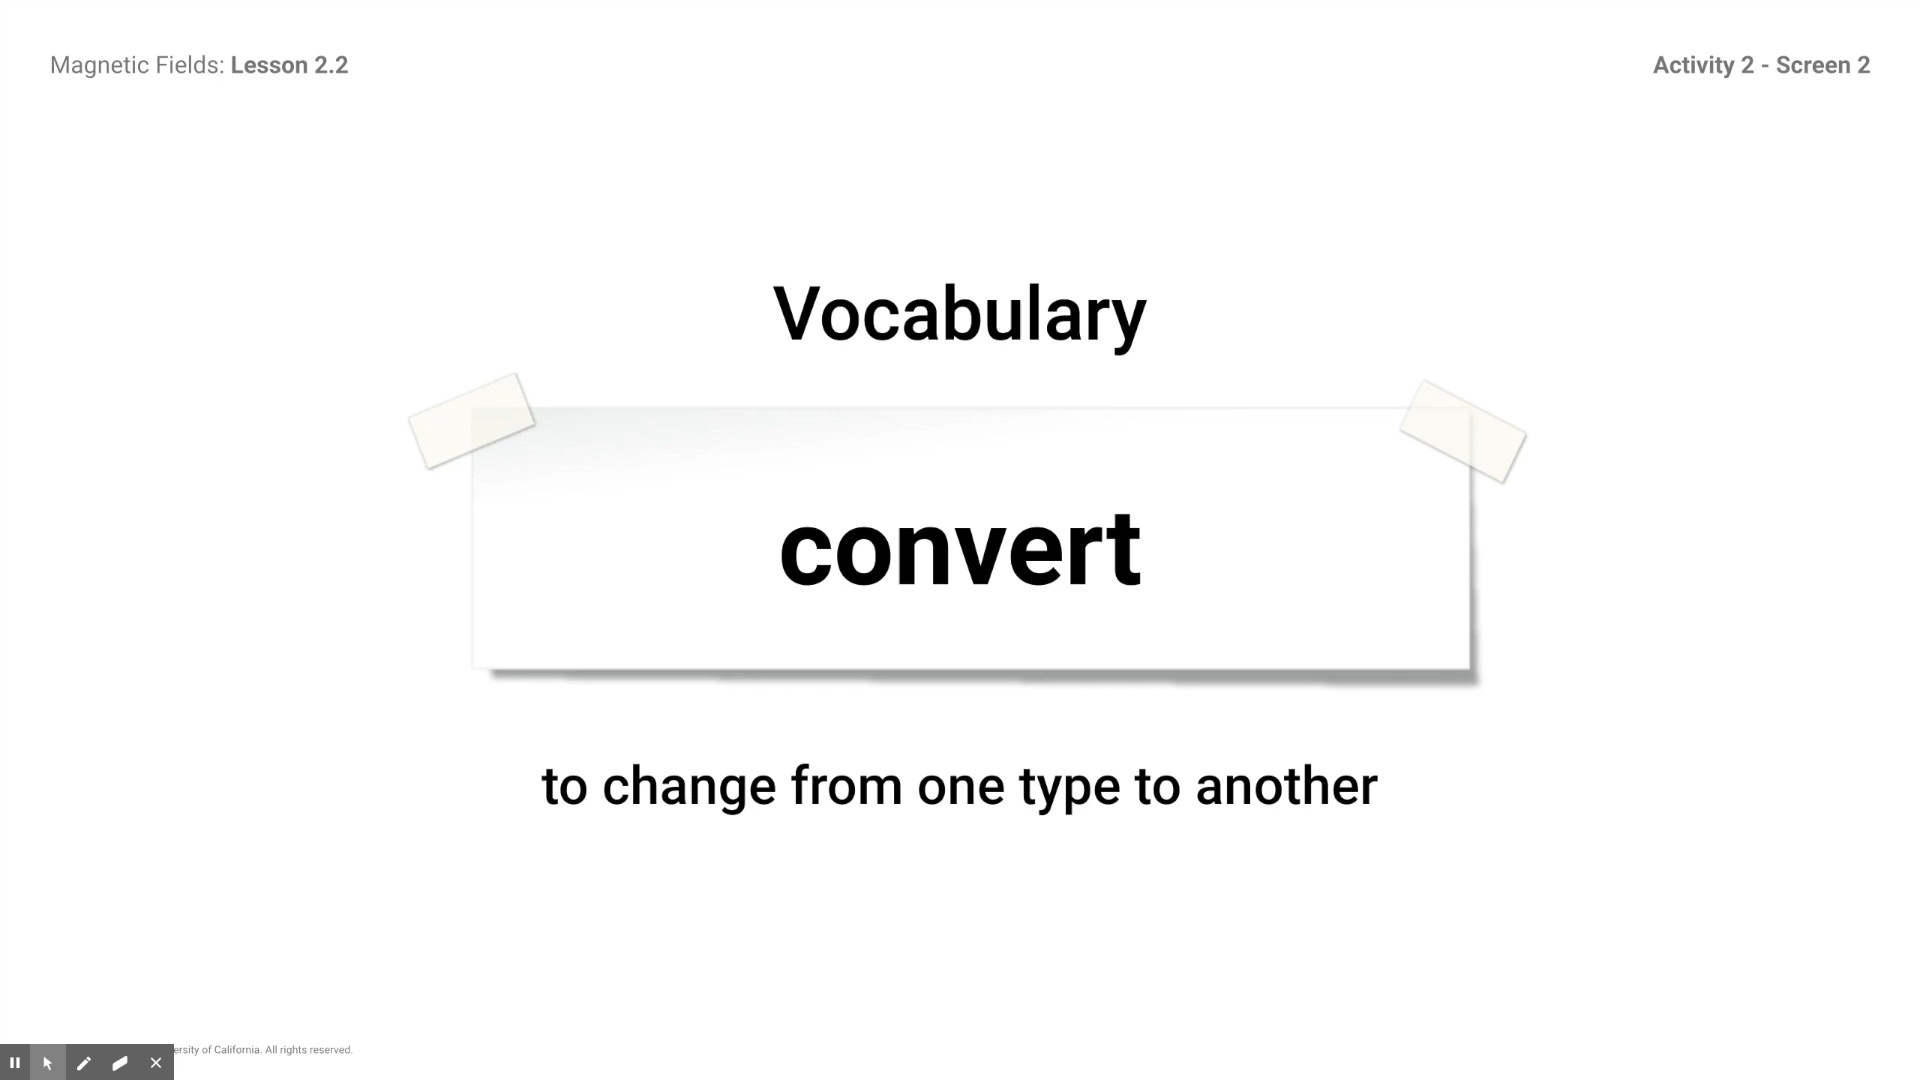 Magnetic Fields: Lesson 2.2
Activity 2 - Screen 2
Vocabulary
convert
to change from one type to another
of California. All rights reserved.